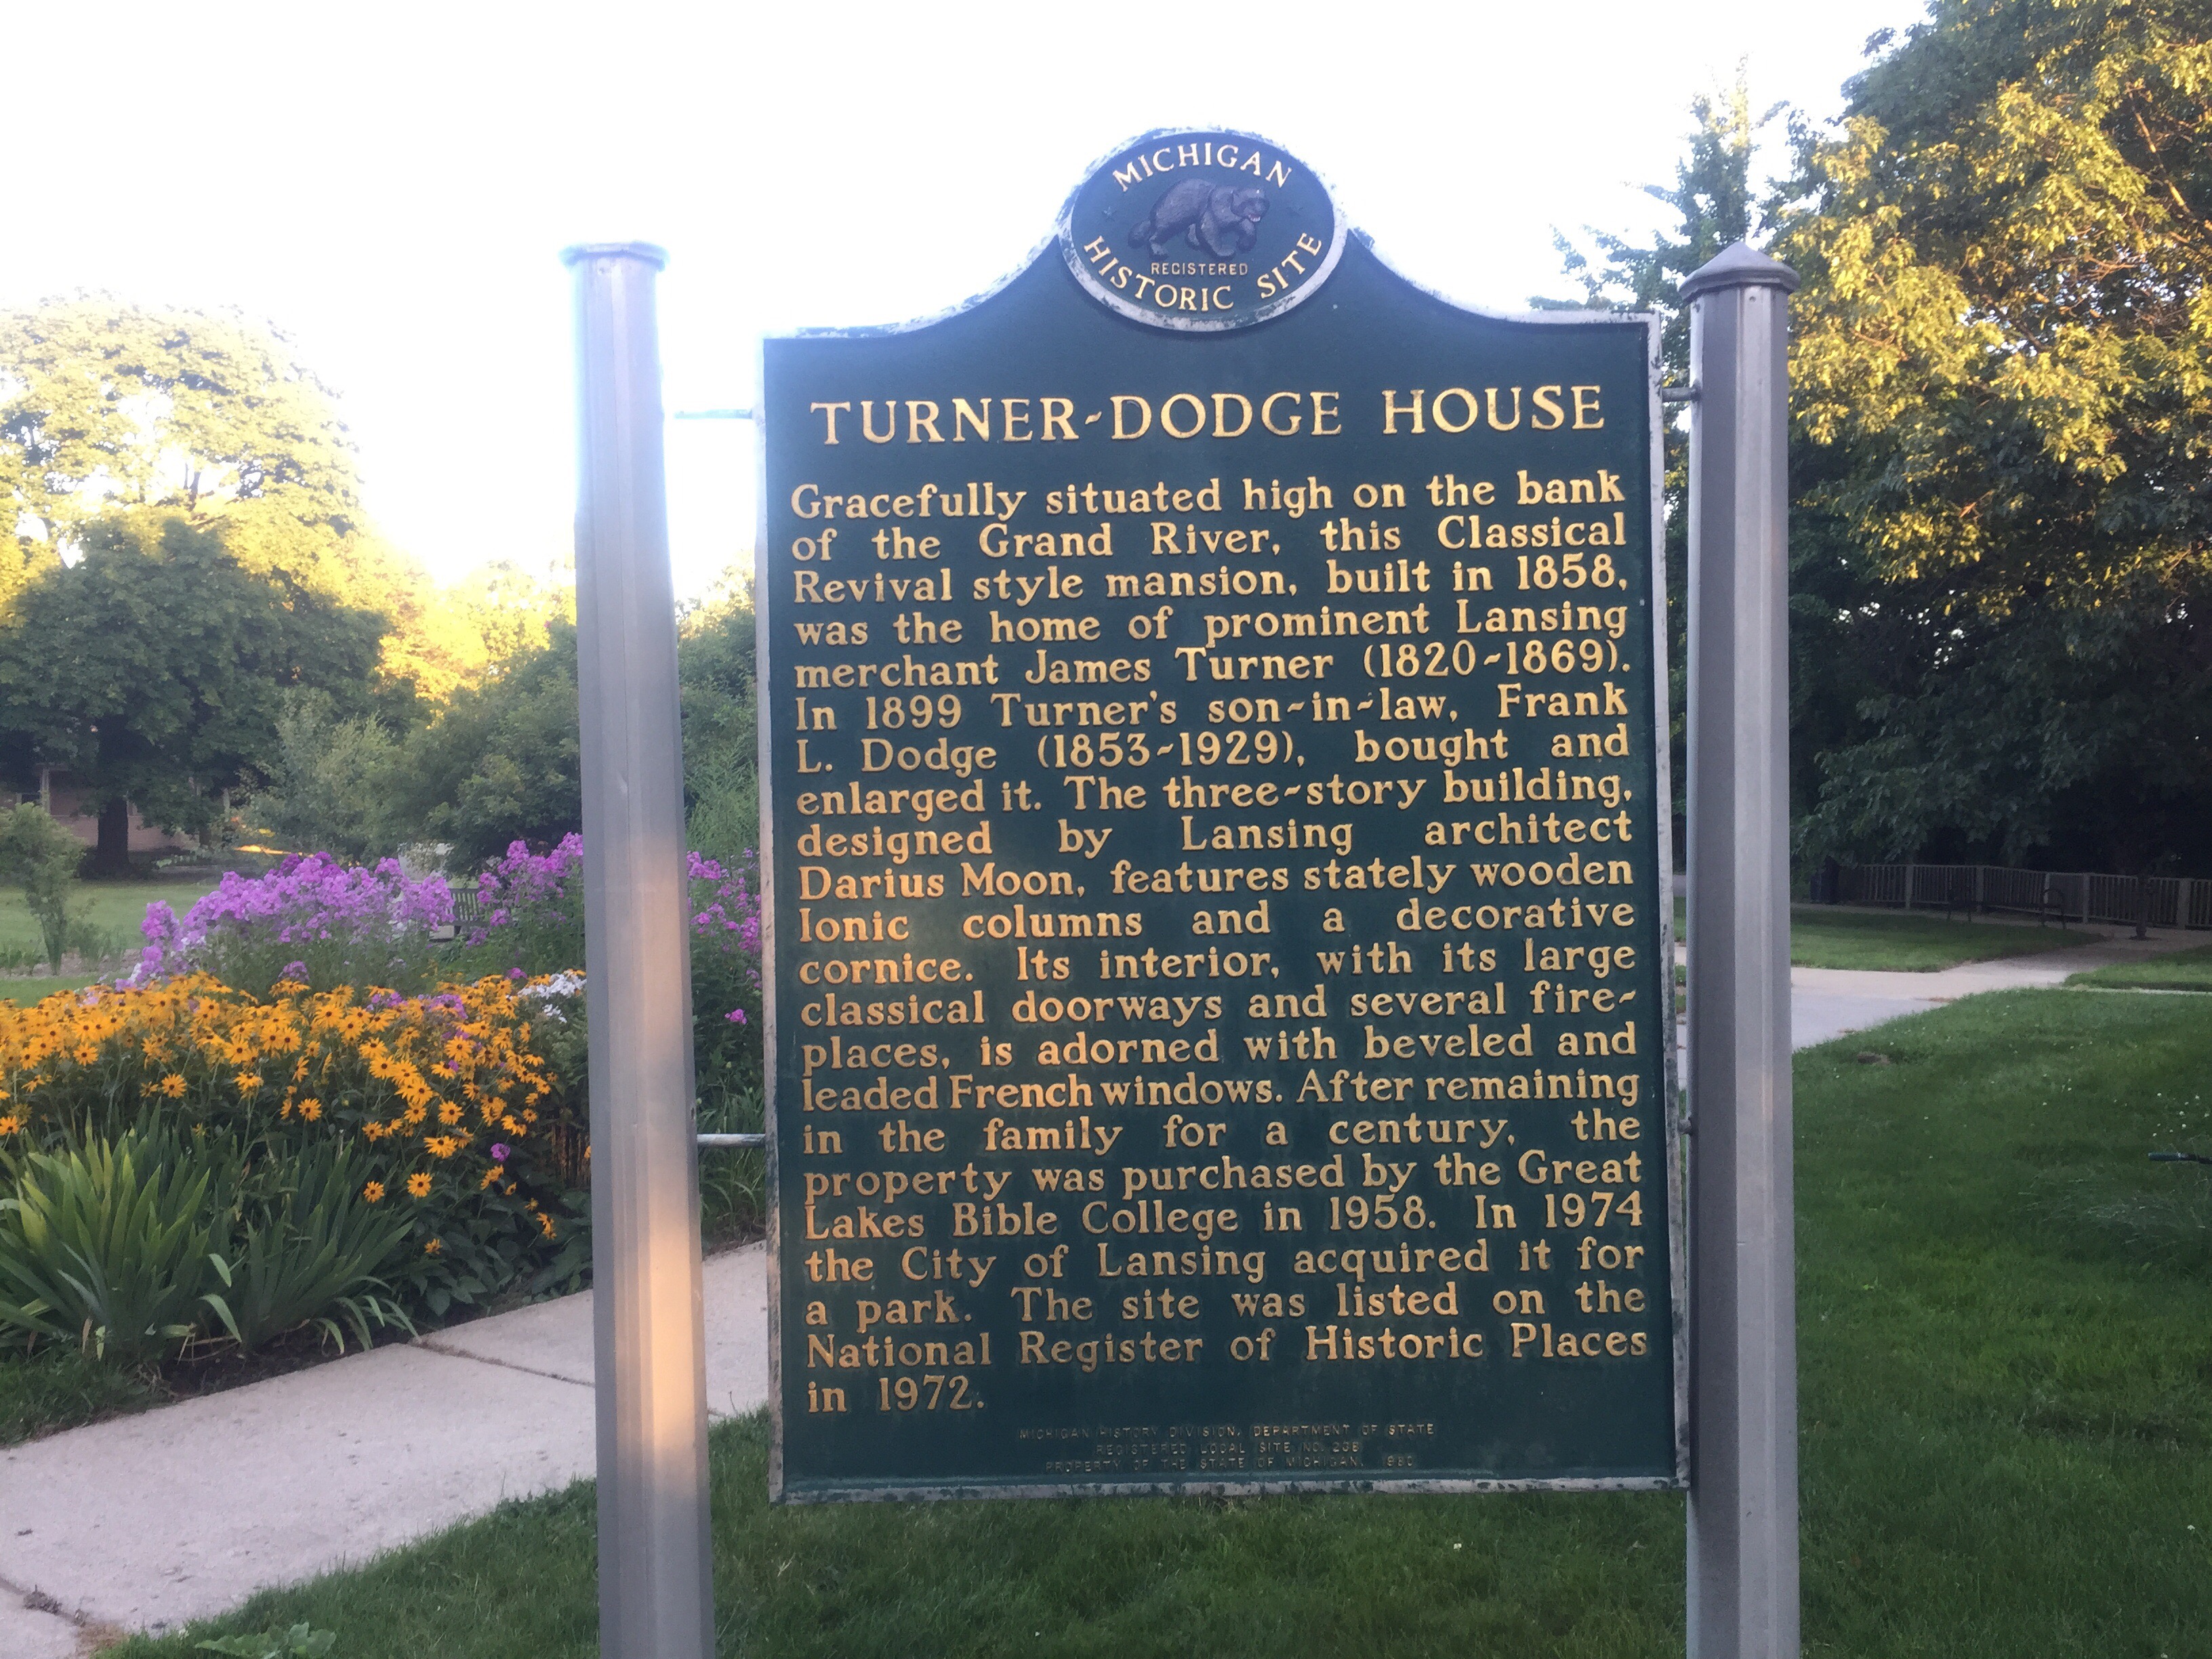 MICHIGAN
REGISTERED
HISTORIC SITE
TURNER-DODGE HOUSE
Gracefully situated high on the bank
of the Grand River, this Classical
Revival style mansion, built in 1858,
was the home of prominent Lansing
merchant James Turner (1820-1869).
In 1899 Turner's son-in-law, Frank
L. Dodge (1853-1929), bought and
enlarged it. The three-story building,
designed by Lansing architect
Darius Moon, features stately wooden
Ionic columns and a decorative
cornice. Its interior, with its large
classical doorways and several fire-
places, is adorned with beveled and
leaded French windows. After remaining
in the family for a century, the
property was purchased by the Great
Lakes Bible College in 1958. In 1974
the City of Lansing acquired it for
a park. The site was listed on the
National Register of Historic Places
in 1972.
MICHIGAN HISTORY DIVISION, DEPARTMENT OF STATE
REGISTERED LOCAL SITE NO. 208
PROPERTY OF THE STATE OF MICHIGAN, 1980